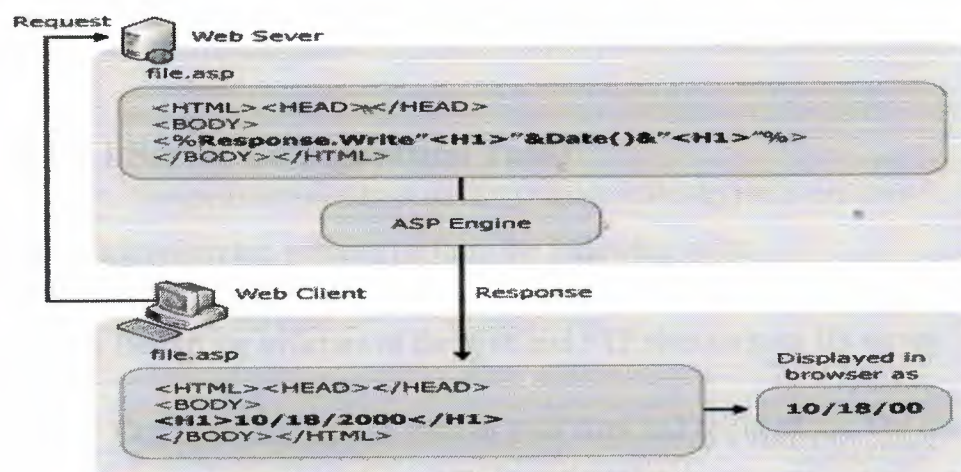 Request
Web Sever
file.asp
<HTML><HEAD></HEAD>
<BODY>
<%Response.Write"<H1>"&Date()&"<H1>"%>
</BODY></HTML>
ASP Engine
Web Client
Response
file.asp
<HTML><HEAD></HEAD>
<BODY>
<H1>10/18/2000</H1>
</BODY></HTML>
Displayed in
browser as
10/18/00